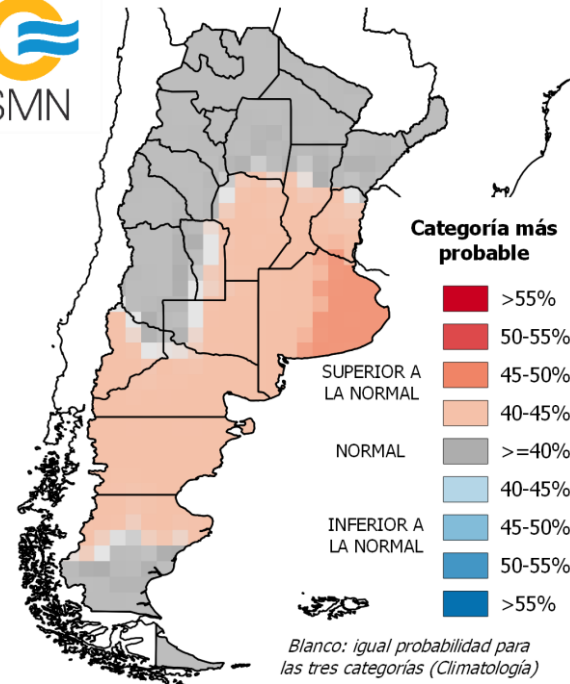 SMN
Categoría más
probable
>55%
50-55%
SUPERIOR A
LA NORMAL
45-50%
40-45%
NORMAL
>=40%
40-45%
INFERIOR A
LA NORMAL
45-50%
50-55%
>55%
Blanco: igual probabilidad para
las tres categorías (Climatología)